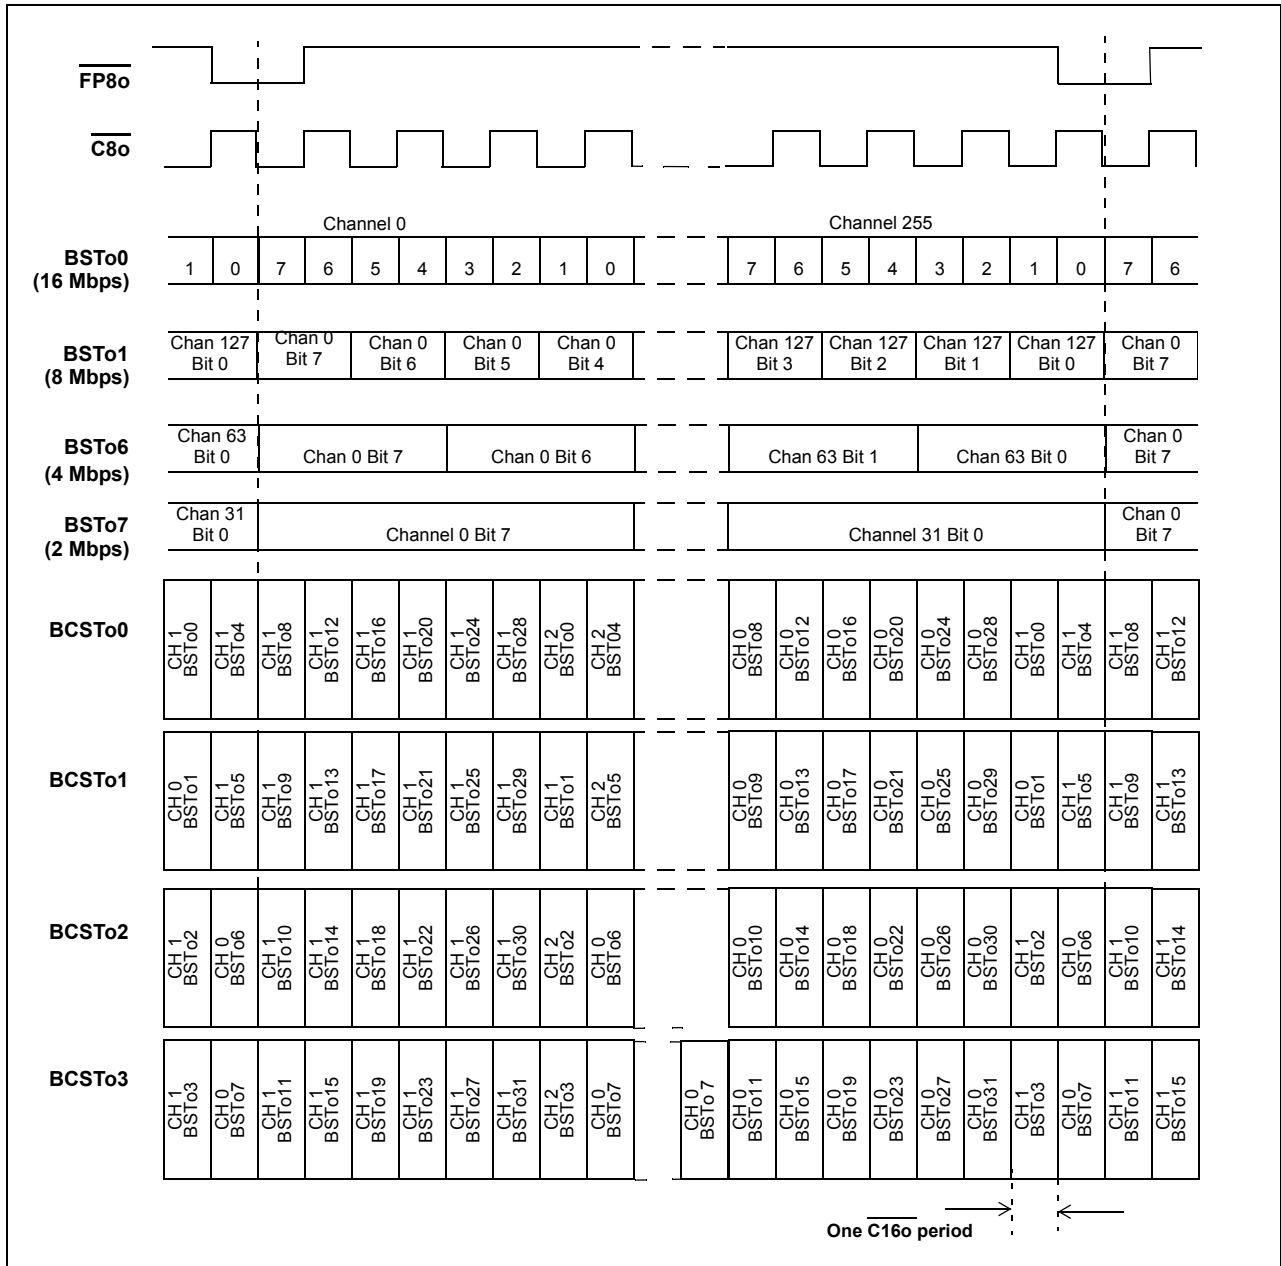 FP8o
C8o
Channel 0 Channel 255
BSTo0
(16 Mbps)
1 0 7 6 5 4 3 2 1 0 7 6 5 4 3 2 1 0 7 6
BSTo1
(8 Mbps)
Chan 127 Bit 0
Chan 0 Bit 7
Chan 0 Bit 6
Chan 0 Bit 5
Chan 0 Bit 4
Chan 127 Bit 3
Chan 127 Bit 2
Chan 127 Bit 1
Chan 127 Bit 0
Chan 0 Bit 7
BSTo6
(4 Mbps)
Chan 63 Bit 0
Chan 0 Bit 7
Chan 0 Bit 6
Chan 63 Bit 1
Chan 63 Bit 0
Chan 0 Bit 7
BSTo7
(2 Mbps)
Chan 31 Bit 0
Channel 0 Bit 7
Channel 31 Bit 0
Chan 0 Bit 7
BCSTo0
CH 1 BSTo0
CH 1 BSTo4
CH 1 BSTo8
CH 1 BSTo12
CH 1 BSTo16
CH 1 BSTo20
CH 1 BSTo24
CH 1 BSTo28
CH 2 BSTo0
CH 2 BST04
CH 0 BSTo8
CH 0 BSTo12
CH 0 BSTo16
CH 0 BSTo20
CH 0 BSTo24
CH 0 BSTo28
CH 1 BSTo0
CH 1 BSTo4
CH 1 BSTo8
CH 1 BSTo12
BCSTo1
CH 0 BSTo1
CH 1 BSTo5
CH 1 BSTo9
CH 1 BSTo13
CH 1 BSTo17
CH 1 BSTo21
CH 1 BSTo25
CH 1 BSTo29
CH 1 BSTo1
CH 2 BSTo5
CH 0 BSTo9
CH 0 BSTo13
CH 0 BSTo17
CH 0 BSTo21
CH 0 BSTo25
CH 0 BSTo29
CH 0 BSTo1
CH 1 BSTo5
CH 1 BSTo9
CH 1 BSTo13
BCSTo2
CH 1 BSTo2
CH 0 BSTo6
CH 1 BSTo10
CH 1 BSTo14
CH 1 BSTo18
CH 1 BSTo22
CH 1 BSTo26
CH 1 BSTo30
CH 2 BSTo2
CH 0 BSTo6
CH 0 BSTo10
CH 0 BSTo14
CH 0 BSTo18
CH 0 BSTo22
CH 0 BSTo26
CH 0 BSTo30
CH 1 BSTo2
CH 0 BSTo6
CH 1 BSTo10
CH 1 BSTo14
BCSTo3
CH 1 BSTo3
CH 0 BSTo7
CH 1 BSTo11
CH 1 BSTo15
CH 1 BSTo19
CH 1 BSTo23
CH 1 BSTo27
CH 1 BSTo31
CH 2 BSTo3
CH 0 BSTo7
CH 0 BSTo 7
CH 0 BSTo11
CH 0 BSTo15
CH 0 BSTo19
CH 0 BSTo23
CH 0 BSTo27
CH 0 BSTo31
CH 1 BSTo3
CH 0 BSTo7
CH 1 BSTo11
CH 1 BSTo15
One C16o period